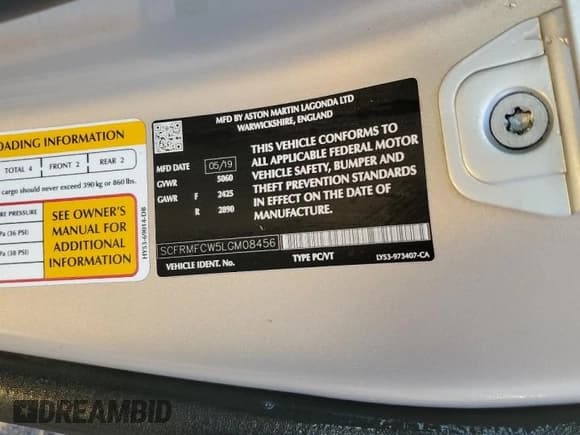 MFD BY ASTON MARTIN LAGONDA LTD
WARWICKSHIRE, ENGLAND
MFD DATE 05/19
GVWR 5060
GAWR F 2425
R 2890
THIS VEHICLE CONFORMS TO
ALL APPLICABLE FEDERAL MOTOR
VEHICLE SAFETY, BUMPER AND
THEFT PREVENTION STANDARDS
IN EFFECT ON THE DATE OF
MANUFACTURE.
SCFRMFCW5LGM08456
VEHICLE IDENT. No.
TYPE PC/VT
LY53-973407-CA
OADING INFORMATION
TOTAL 4 FRONT 2 REAR 2
cargo should never exceed 390 kg or 860 lbs.
E PRESSURE
a (36 PSI)
Pa (38 PSI)
SEE OWNER'S
MANUAL FOR
ADDITIONAL
INFORMATION
HY53-69014-DB
DREAMBID